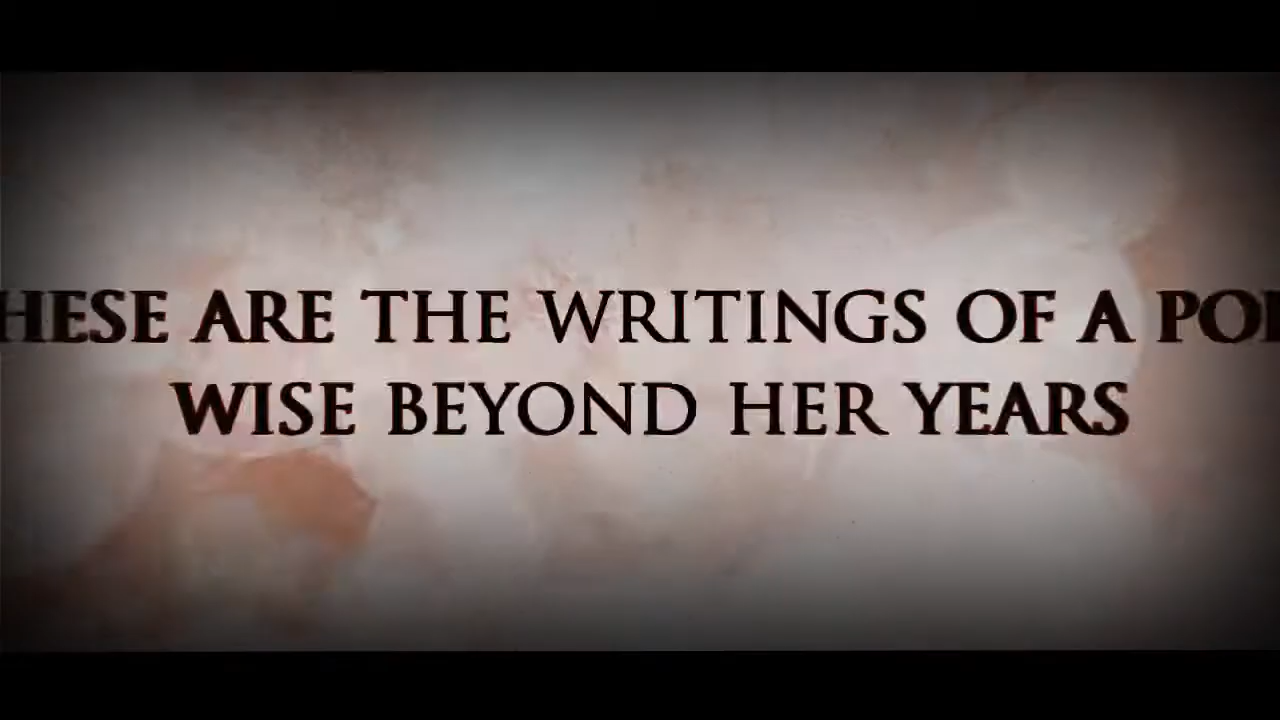 HESE ARE THE WRITINGS OF A PO
WISE BEYOND HER YEARS